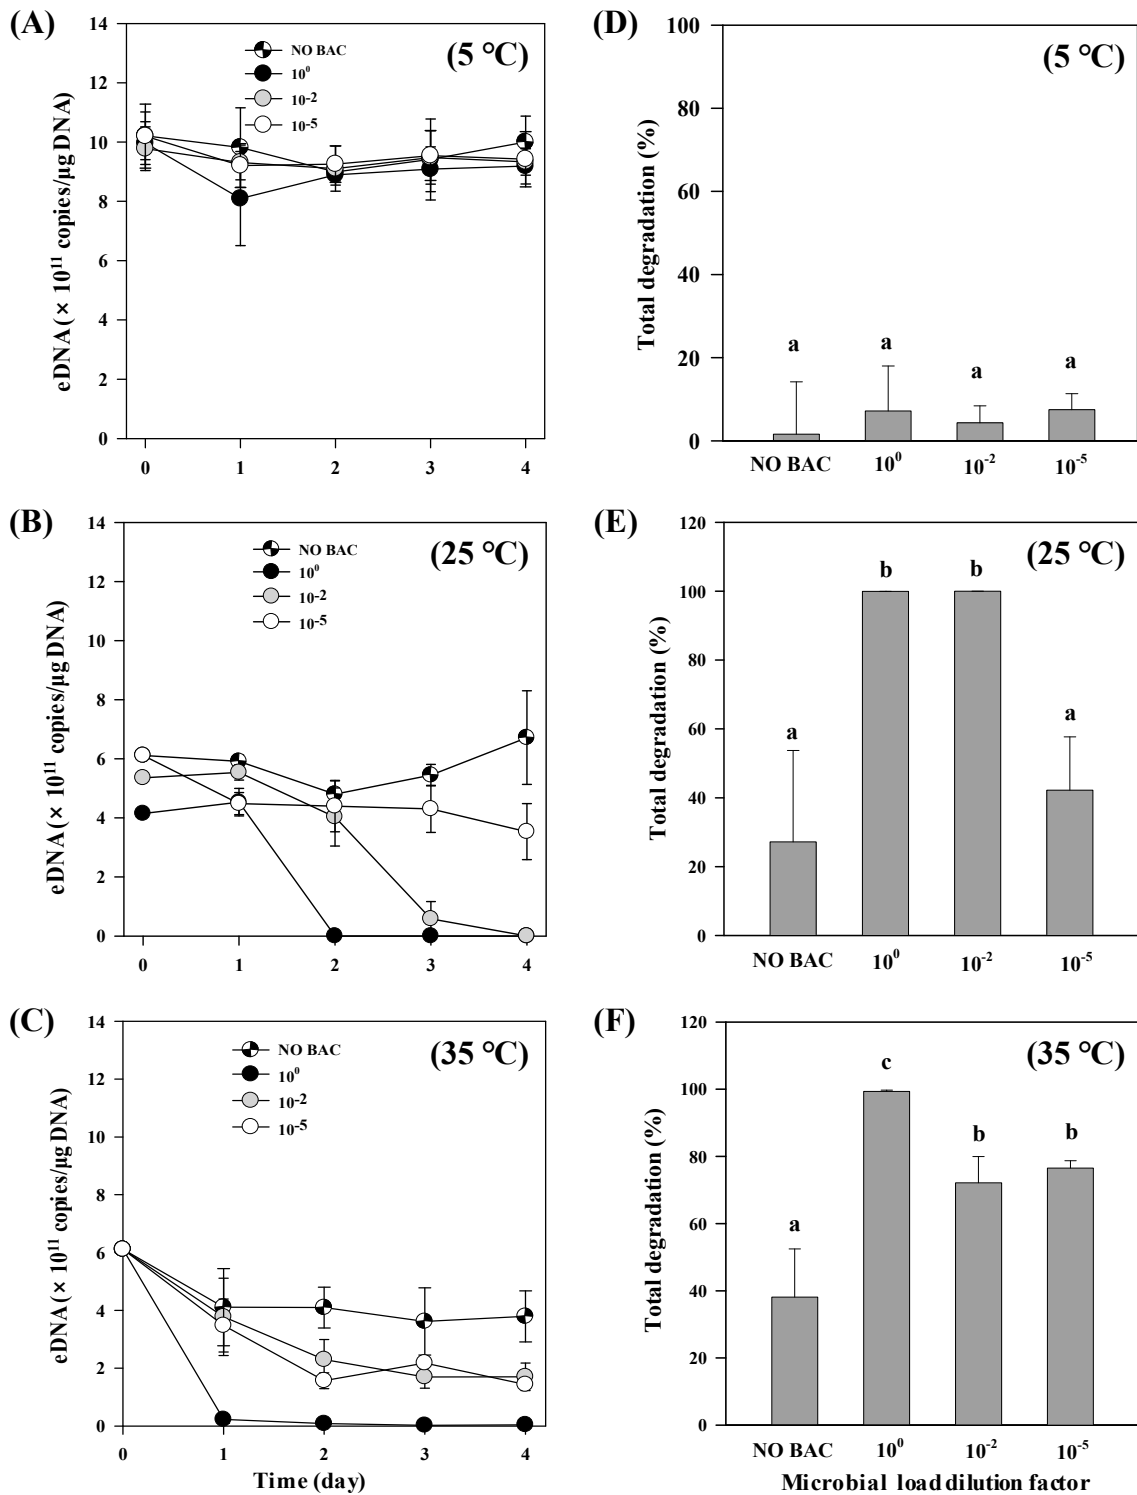 (A)
(5 °C)
NO BAC
10⁰
10⁻²
10⁻⁵
eDNA (× 10¹¹ copies/µg DNA)
14
12
10
8
6
4
2
0
0 1 2 3 4
(D)
(5 °C)
Total degradation (%)
100
80
60
40
20
0
a a a a
NO BAC 10⁰ 10⁻² 10⁻⁵
(B)
(25 °C)
NO BAC
10⁰
10⁻²
10⁻⁵
eDNA (× 10¹¹ copies/µg DNA)
14
12
10
8
6
4
2
0
0 1 2 3 4
(E)
(25 °C)
Total degradation (%)
120
100
80
60
40
20
0
a b b a
NO BAC 10⁰ 10⁻² 10⁻⁵
(C)
(35 °C)
NO BAC
10⁰
10⁻²
10⁻⁵
eDNA (× 10¹¹ copies/µg DNA)
14
12
10
8
6
4
2
0
0 1 2 3 4
Time (day)
(F)
(35 °C)
Total degradation (%)
120
100
80
60
40
20
0
a c b b
NO BAC 10⁰ 10⁻² 10⁻⁵
Microbial load dilution factor